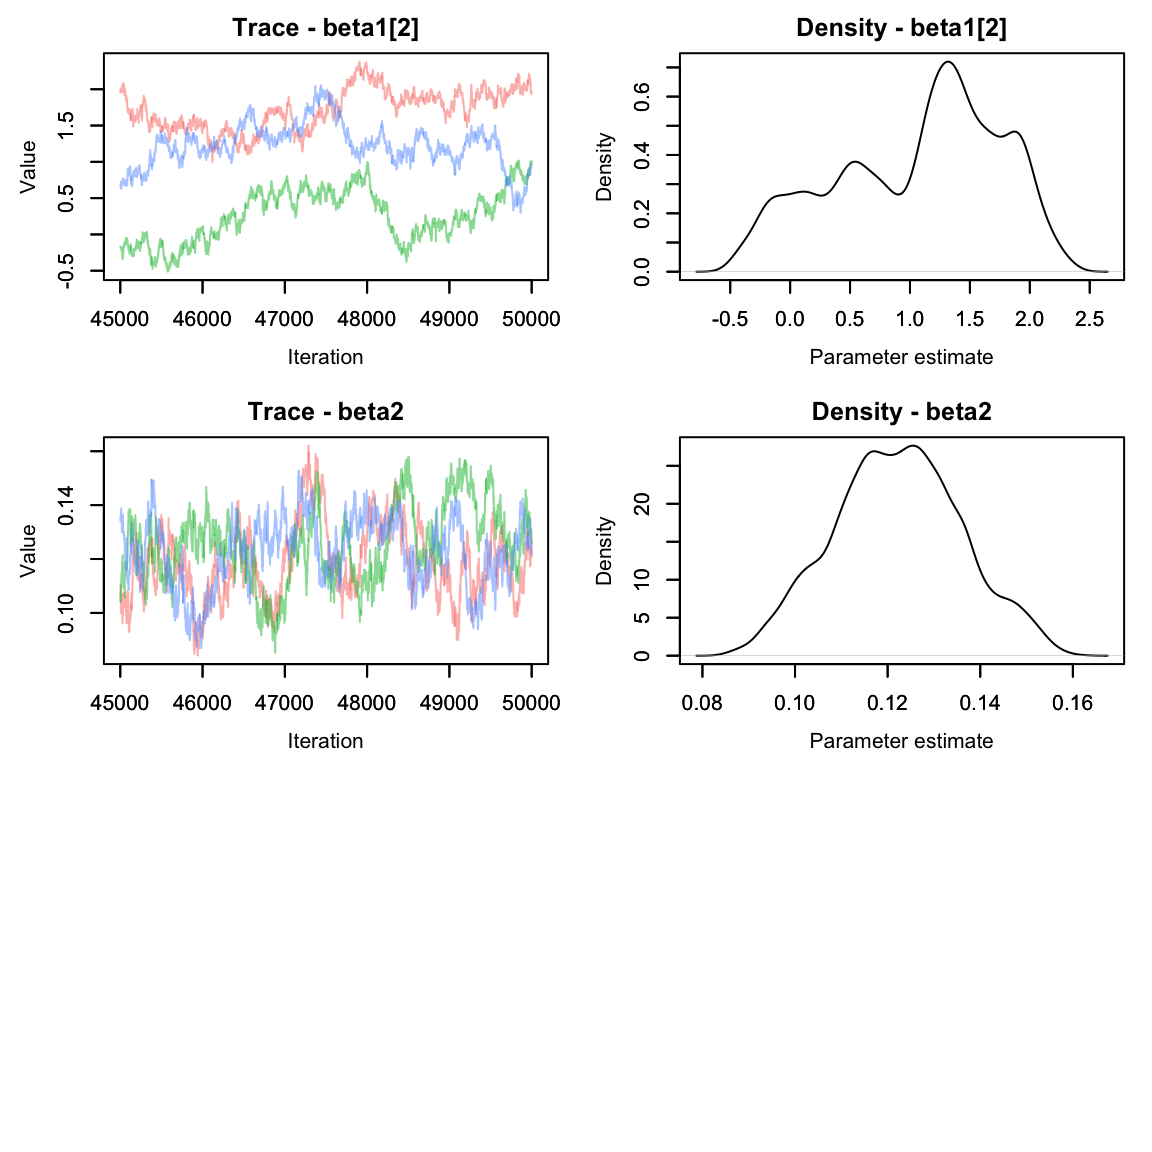 Trace - beta1[2]
Value
-0.5 0.5 1.5
45000 46000 47000 48000 49000 50000
Iteration
Density - beta1[2]
Density
0.0 0.2 0.4 0.6
-0.5 0.0 0.5 1.0 1.5 2.0 2.5
Parameter estimate
Trace - beta2
Value
0.10 0.14
45000 46000 47000 48000 49000 50000
Iteration
Density - beta2
Density
0 5 10 20
0.08 0.10 0.12 0.14 0.16
Parameter estimate